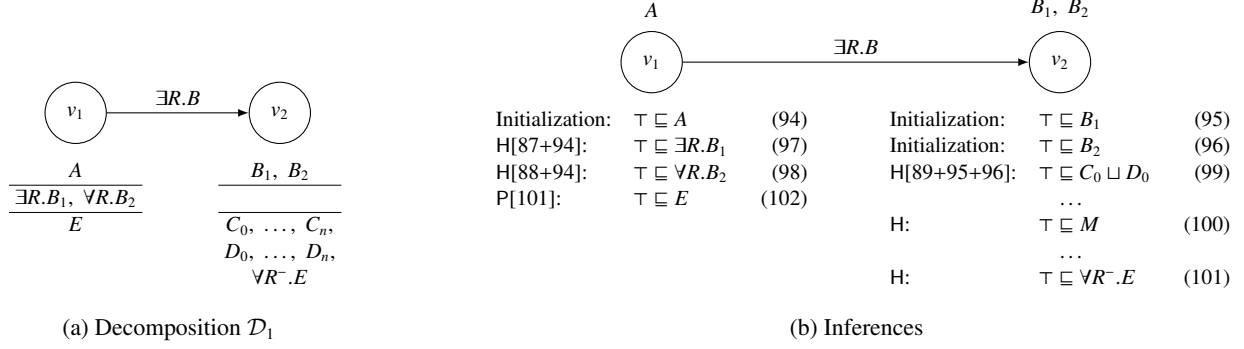 A
B₁, B₂
v₁
∃R.B
v₂
v₁
∃R.B
v₂
A
∃R.B₁, ∀R.B₂
E
B₁, B₂
C₀, …, Cₙ,
D₀, …, Dₙ,
∀R⁻.E
Initialization: ⊤ ⊑ A (94)
H[87+94]: ⊤ ⊑ ∃R.B₁ (97)
H[88+94]: ⊤ ⊑ ∀R.B₂ (98)
P[101]: ⊤ ⊑ E (102)
Initialization: ⊤ ⊑ B₁ (95)
Initialization: ⊤ ⊑ B₂ (96)
H[89+95+96]: ⊤ ⊑ C₀ ⊔ D₀ (99)
…
H: ⊤ ⊑ M (100)
…
H: ⊤ ⊑ ∀R⁻.E (101)
(a) Decomposition 𝒟₁
(b) Inferences